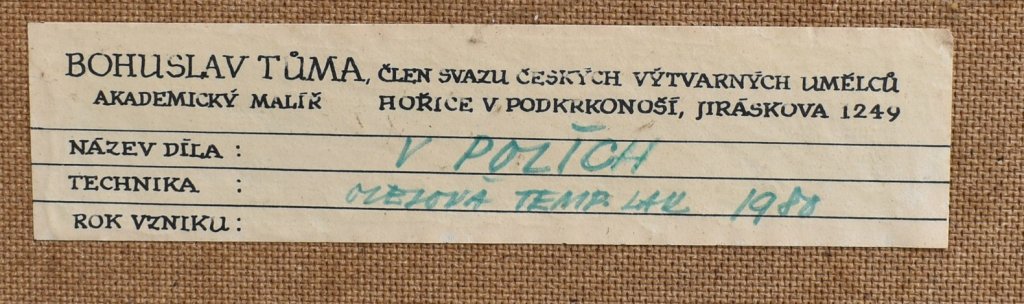 BOHUSLAV TŮMA, ČLEN SVAZU ČESKÝCH VÝTVARNÝCH UMĚLCŮ
AKADEMICKÝ MALÍŘ HOŘICE V PODKRKONOŠÍ, JIRÁSKOVA 1249
NÁZEV DÍLA : V POLÍCH
TECHNIKA : OLEJOVÁ TEMP. LAK 1980
ROK VZNIKU :